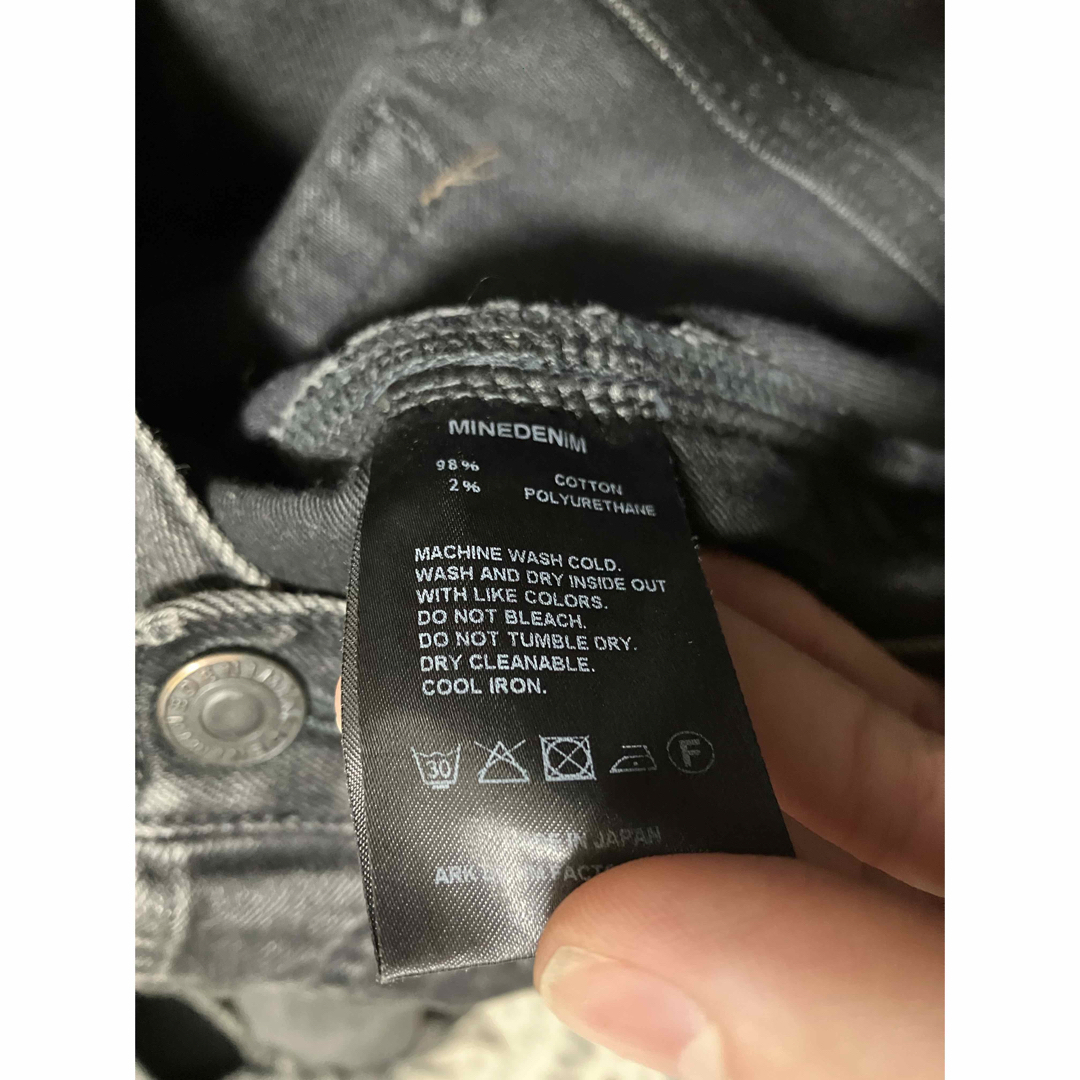 MINEDENIM
98% COTTON
2% POLYURETHANE
MACHINE WASH COLD.
WASH AND DRY INSIDE OUT
WITH LIKE COLORS.
DO NOT BLEACH.
DO NOT TUMBLE DRY.
DRY CLEANABLE.
COOL IRON.
30 F
IN JAPAN
ARK